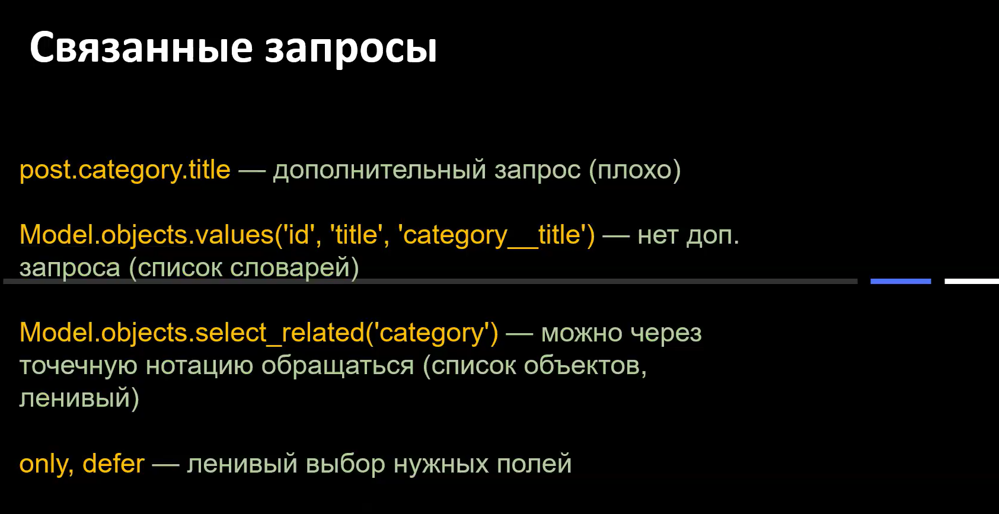 Связанные запросы
post.category.title — дополнительный запрос (плохо)
Model.objects.values('id', 'title', 'category__title') — нет доп.
запроса (список словарей)
Model.objects.select_related('category') — можно через
точечную нотацию обращаться (список объектов,
ленивый)
only, defer — ленивый выбор нужных полей